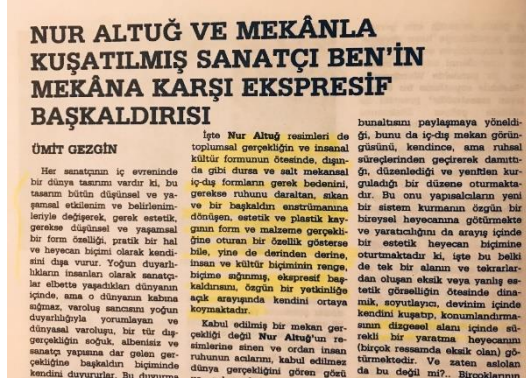 NUR ALTUĞ VE MEKÂNLA
KUŞATILMIŞ SANATÇI BEN'İN
MEKÂNA KARŞI EKSPRESİF
BAŞKALDIRISI
ÜMİT GEZGİN
Her sanatçının iç evreninde
bir dünya tasarımı vardır ki, bu
tasarım bütün düşünsel ve ya-
şamsal etkilenim ve belirlenim-
leriyle değişerek, gerek estetik,
gerekse düşünsel ve yaşamsal
bir form özelliği, pratik bir hal
ve heyecan biçimi olarak kendi-
sini dışa vurur. Yoğun duyarlı-
lıkların insanları olarak sanatçı-
lar elbette yaşadıkları dünyanın
içinde, ama o dünyanın kabına
sığmaz, varoluş sancısını yoğun
duyarlılığıyla yorumlayan ve
dünyasal varoluşu, bir tür dış-
gerçekliğin soğuk, albenisiz ve
sanatçı yapısına dar gelen ger-
çekliğine başkaldırı biçiminde
kendini duyururlar. Bu duyurma
İşte Nur Altuğ resimleri de
toplumsal gerçekliğin ve insanal
kültür formunun ötesinde, dışın-
da gibi dursa ve salt mekansal
iç-dış formların gerek bedenini,
gerekse ruhunu daraltan, sıkan
ve bir başkaldırı enstrümanına
dönüşen, estetik ve plastik kay-
gının form ve malzeme gerçekli-
ğine oturan bir özellik gösterse
bile, yine de derinden derine,
insan ve kültür biçiminin renge,
biçime sığınmış, ekspresif baş-
kaldırısını, özgün bir yetkinliğe
açık arayışında kendini ortaya
koymaktadır.
Kabul edilmiş bir mekan ger-
çekliği değil Nur Altuğ'un re-
simlerine sinen ve ordan insan
ruhunun acılarını, kabul edilmez
dünya gerçekliğini gören görü
bunaltısını paylaşmaya yöneldi-
ği, bunu da iç-dış mekan görün-
güsünü, kendince, ama ruhsal
süreçlerinden geçirerek damıttı-
ğı, düzenlediği ve yeniden kur-
guladığı bir düzene oturmakta-
dır. Bu onu yapısalcıların yeni
bir sistem kurmanın özgün bir
bireysel heyecanına götürmekte
ve yaratıcılığını da arayış içinde
bir estetik heyecan biçimine
oturtmaktadır ki, işte bu belki
de tek bir alanın ve tekrarlar-
dan oluşan eksik veya yanlış es-
tetik görselliğin ötesinde dina-
mik, soyutlayıcı, devinim içinde
kendini kuşatıp, konumlandırma-
sının dizgesel alanı içinde sü-
rekli bir yaratma heyecanını
(birçok ressamda eksik olan) gö-
türmektedir. Ve zaten aslolan
da bu değil mi?.. Birçoklarının